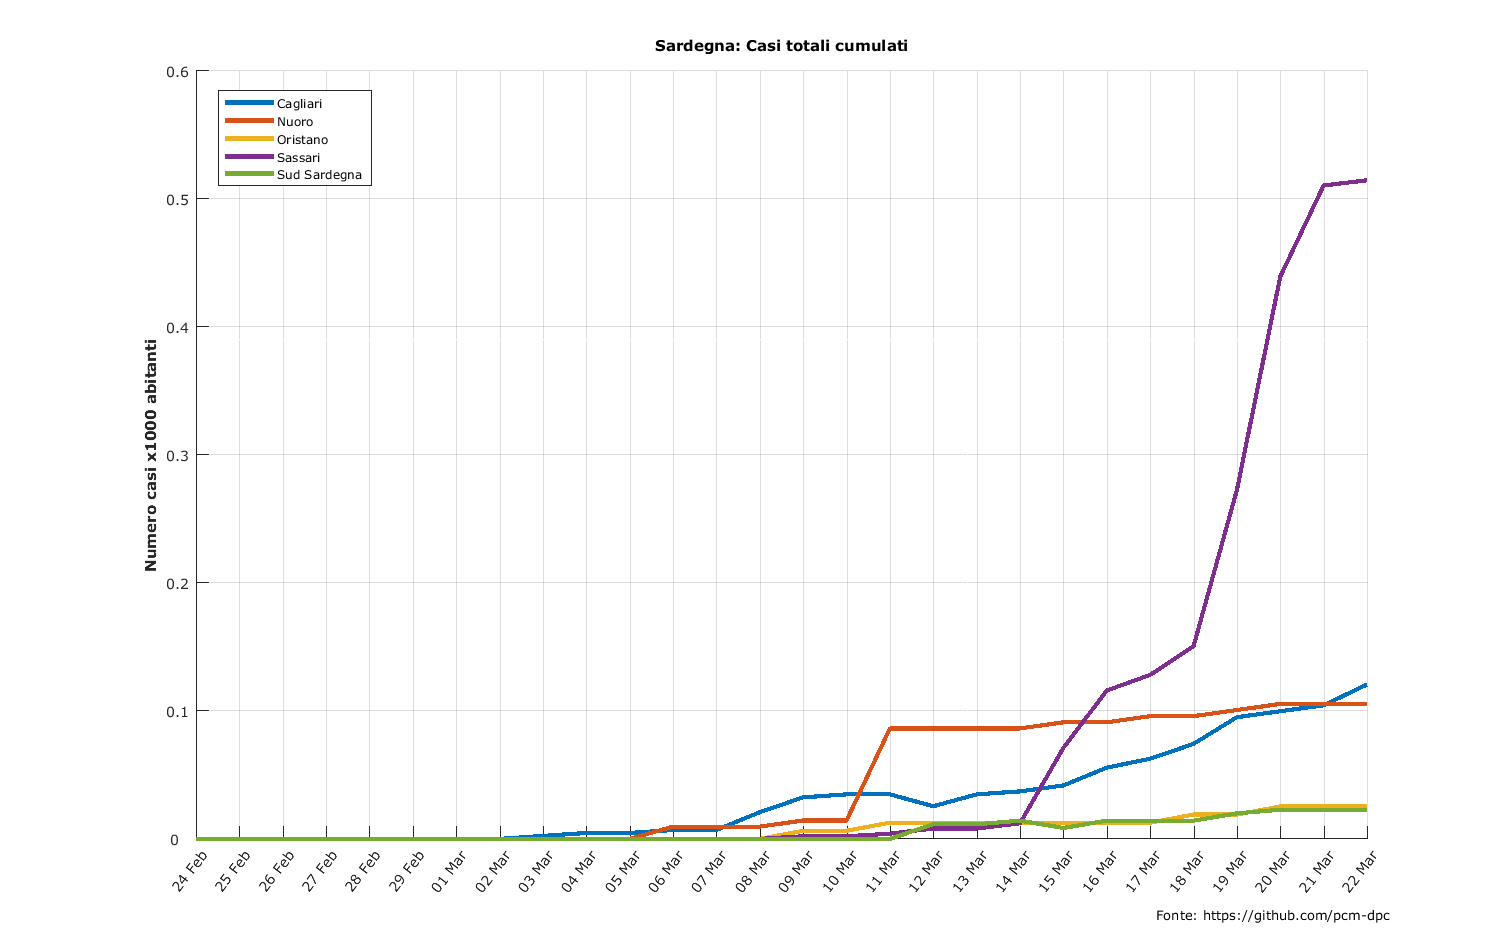 Sardegna: Casi totali cumulati
0.6
0.5
0.4
0.3
0.2
0.1
0
Numero casi x1000 abitanti
Cagliari
Nuoro
Oristano
Sassari
Sud Sardegna
24 Feb
25 Feb
26 Feb
27 Feb
28 Feb
29 Feb
01 Mar
02 Mar
03 Mar
04 Mar
05 Mar
06 Mar
07 Mar
08 Mar
09 Mar
10 Mar
11 Mar
12 Mar
13 Mar
14 Mar
15 Mar
16 Mar
17 Mar
18 Mar
19 Mar
20 Mar
21 Mar
22 Mar
Fonte: https://github.com/pcm-dpc